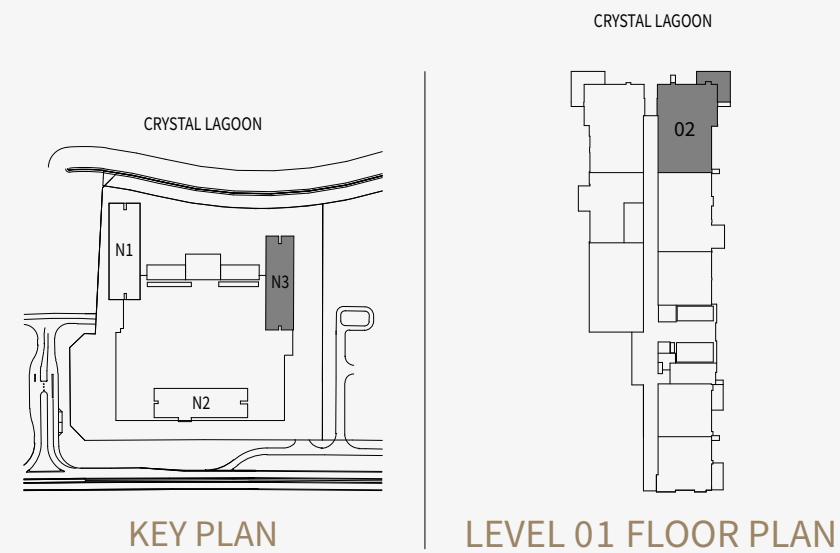 CRYSTAL LAGOON
N1
N3
N2
KEY PLAN
CRYSTAL LAGOON
02
LEVEL 01 FLOOR PLAN